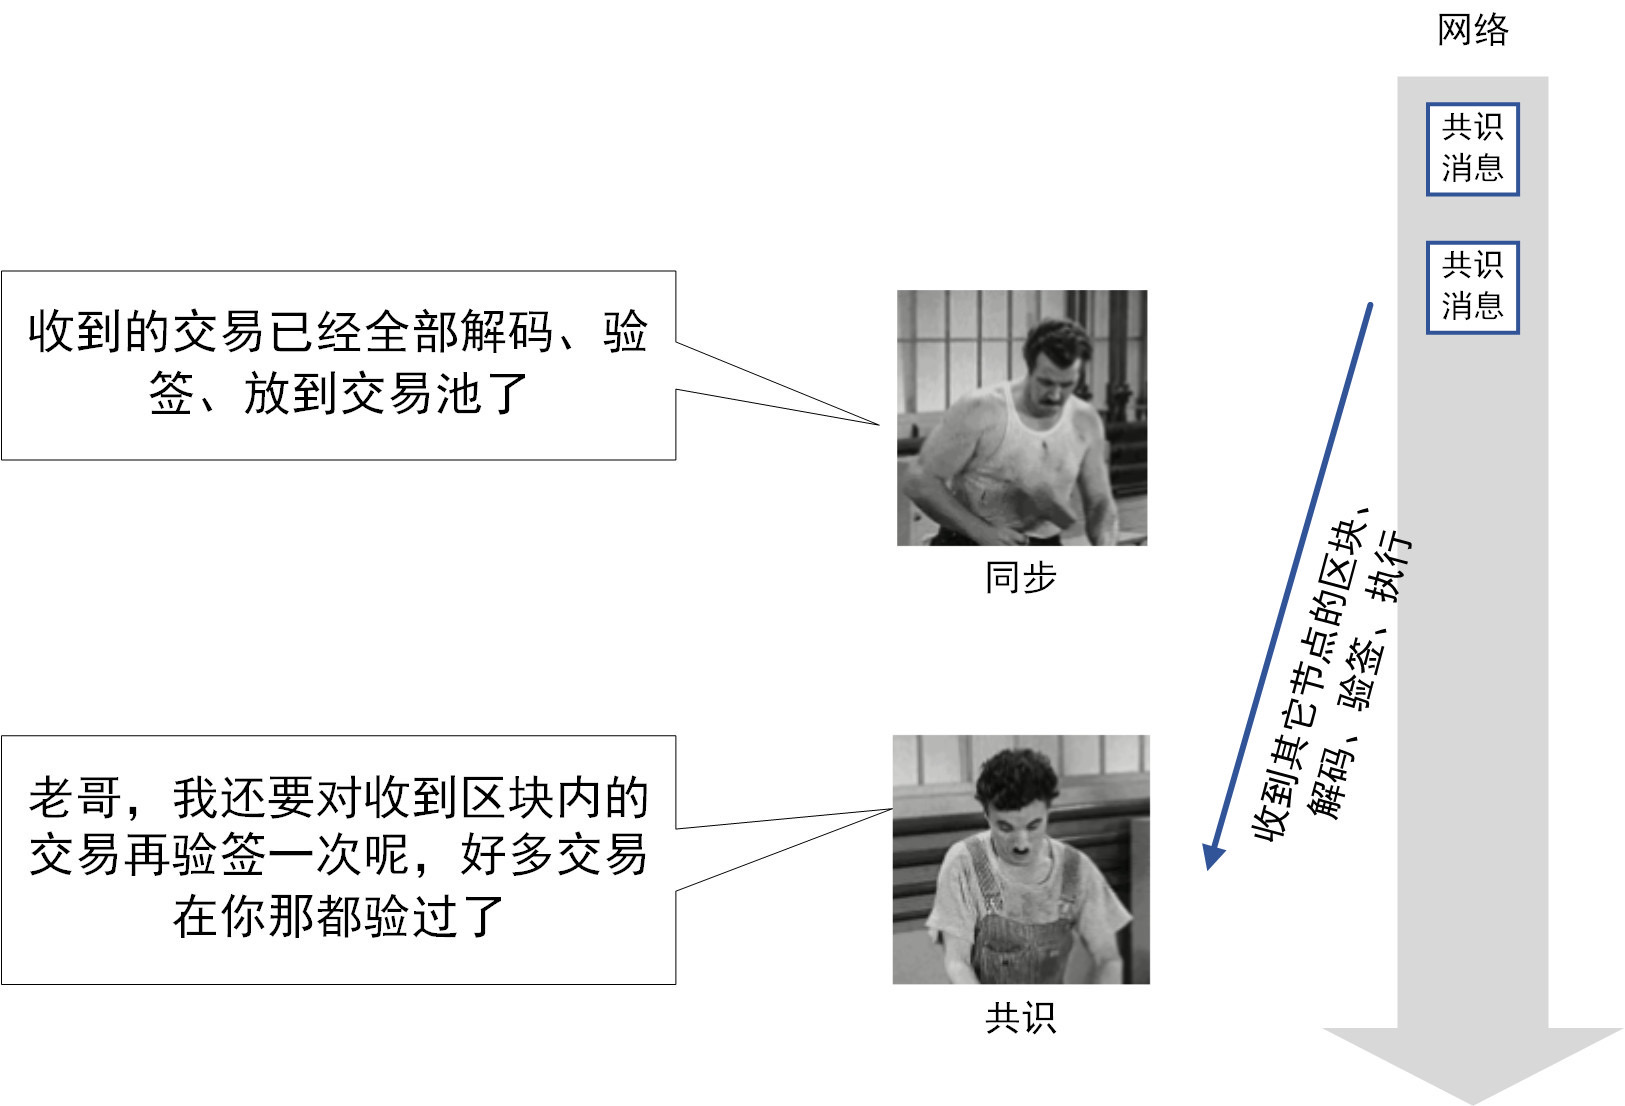 网络
共识
消息
共识
消息
收到的交易已经全部解码、验
签、放到交易池了
同步
收到其它节点的区块、
解码、验签、执行
老哥，我还要对收到区块内的
交易再验签一次呢，好多交易
在你那都验过了
共识